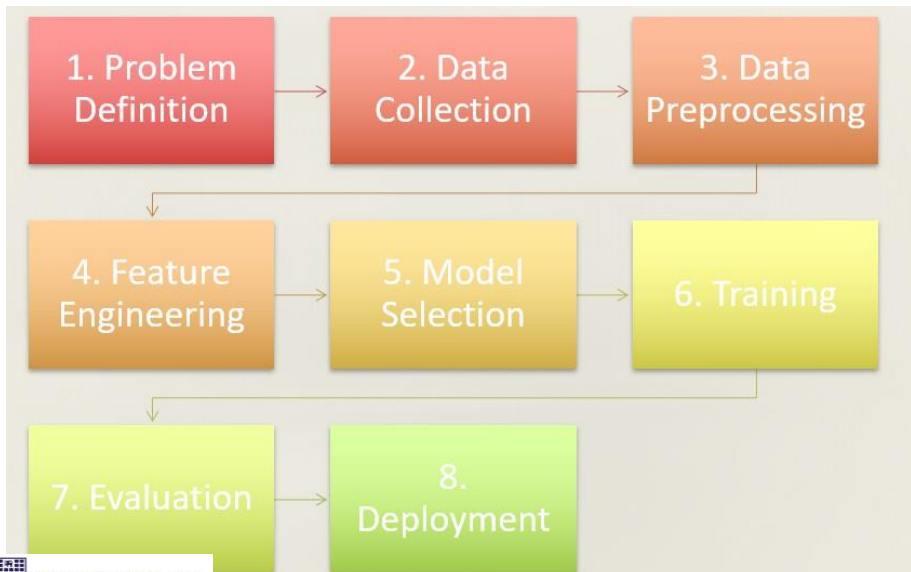 1. Problem
Definition
2. Data
Collection
3. Data
Preprocessing
4. Feature
Engineering
5. Model
Selection
6. Training
7. Evaluation
8.
Deployment